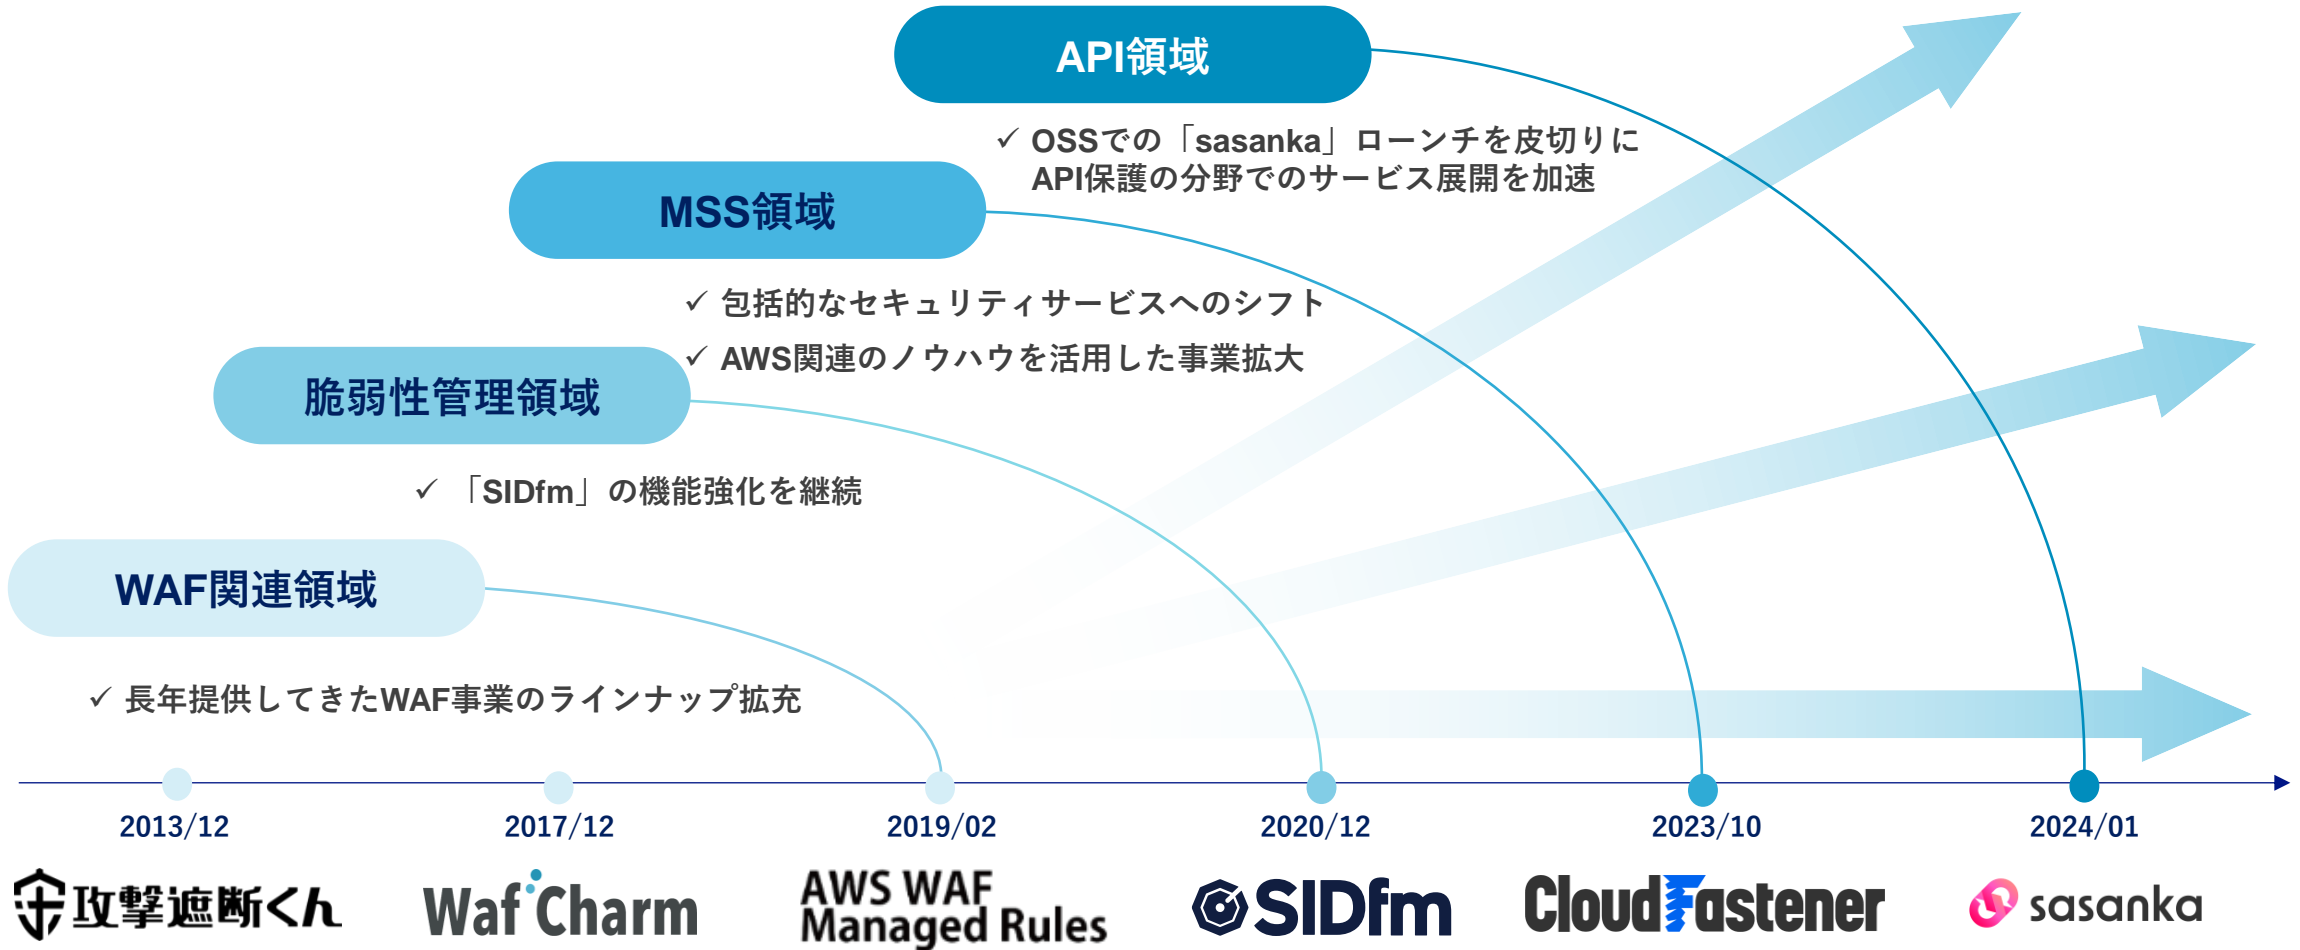 API領域
✓ OSSでの「sasanka」ローンチを皮切りに
API保護の分野でのサービス展開を加速
MSS領域
✓ 包括的なセキュリティサービスへのシフト
✓ AWS関連のノウハウを活用した事業拡大
脆弱性管理領域
✓ 「SIDfm」の機能強化を継続
WAF関連領域
✓ 長年提供してきたWAF事業のラインナップ拡充
2013/12
2017/12
2019/02
2020/12
2023/10
2024/01
攻撃遮断くん
WafCharm
AWS WAF
Managed Rules
SIDfm
CloudFastener
sasanka